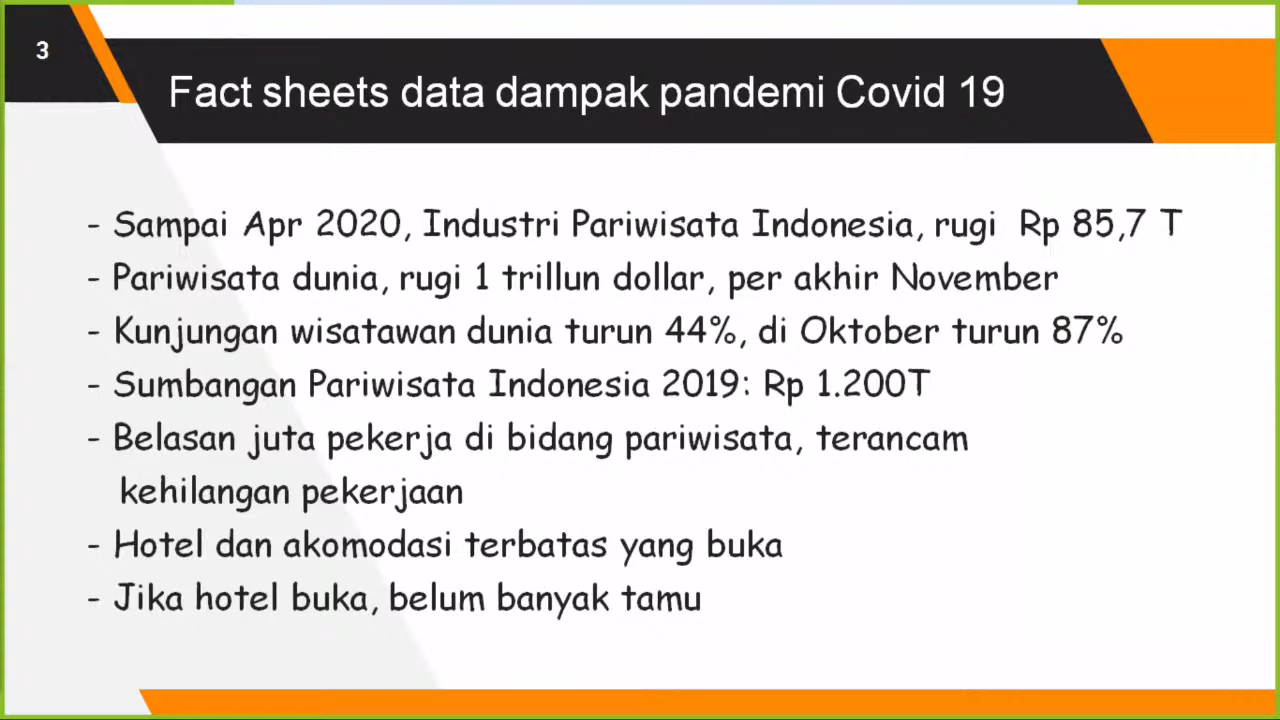 3
Fact sheets data dampak pandemi Covid 19
- Sampai Apr 2020, Industri Pariwisata Indonesia, rugi  Rp 85,7 T
- Pariwisata dunia, rugi 1 trillun dollar, per akhir November
- Kunjungan wisatawan dunia turun 44%, di Oktober turun 87%
- Sumbangan Pariwisata Indonesia 2019: Rp 1.200T
- Belasan juta pekerja di bidang pariwisata, terancam
kehilangan pekerjaan
- Hotel dan akomodasi terbatas yang buka
- Jika hotel buka, belum banyak tamu